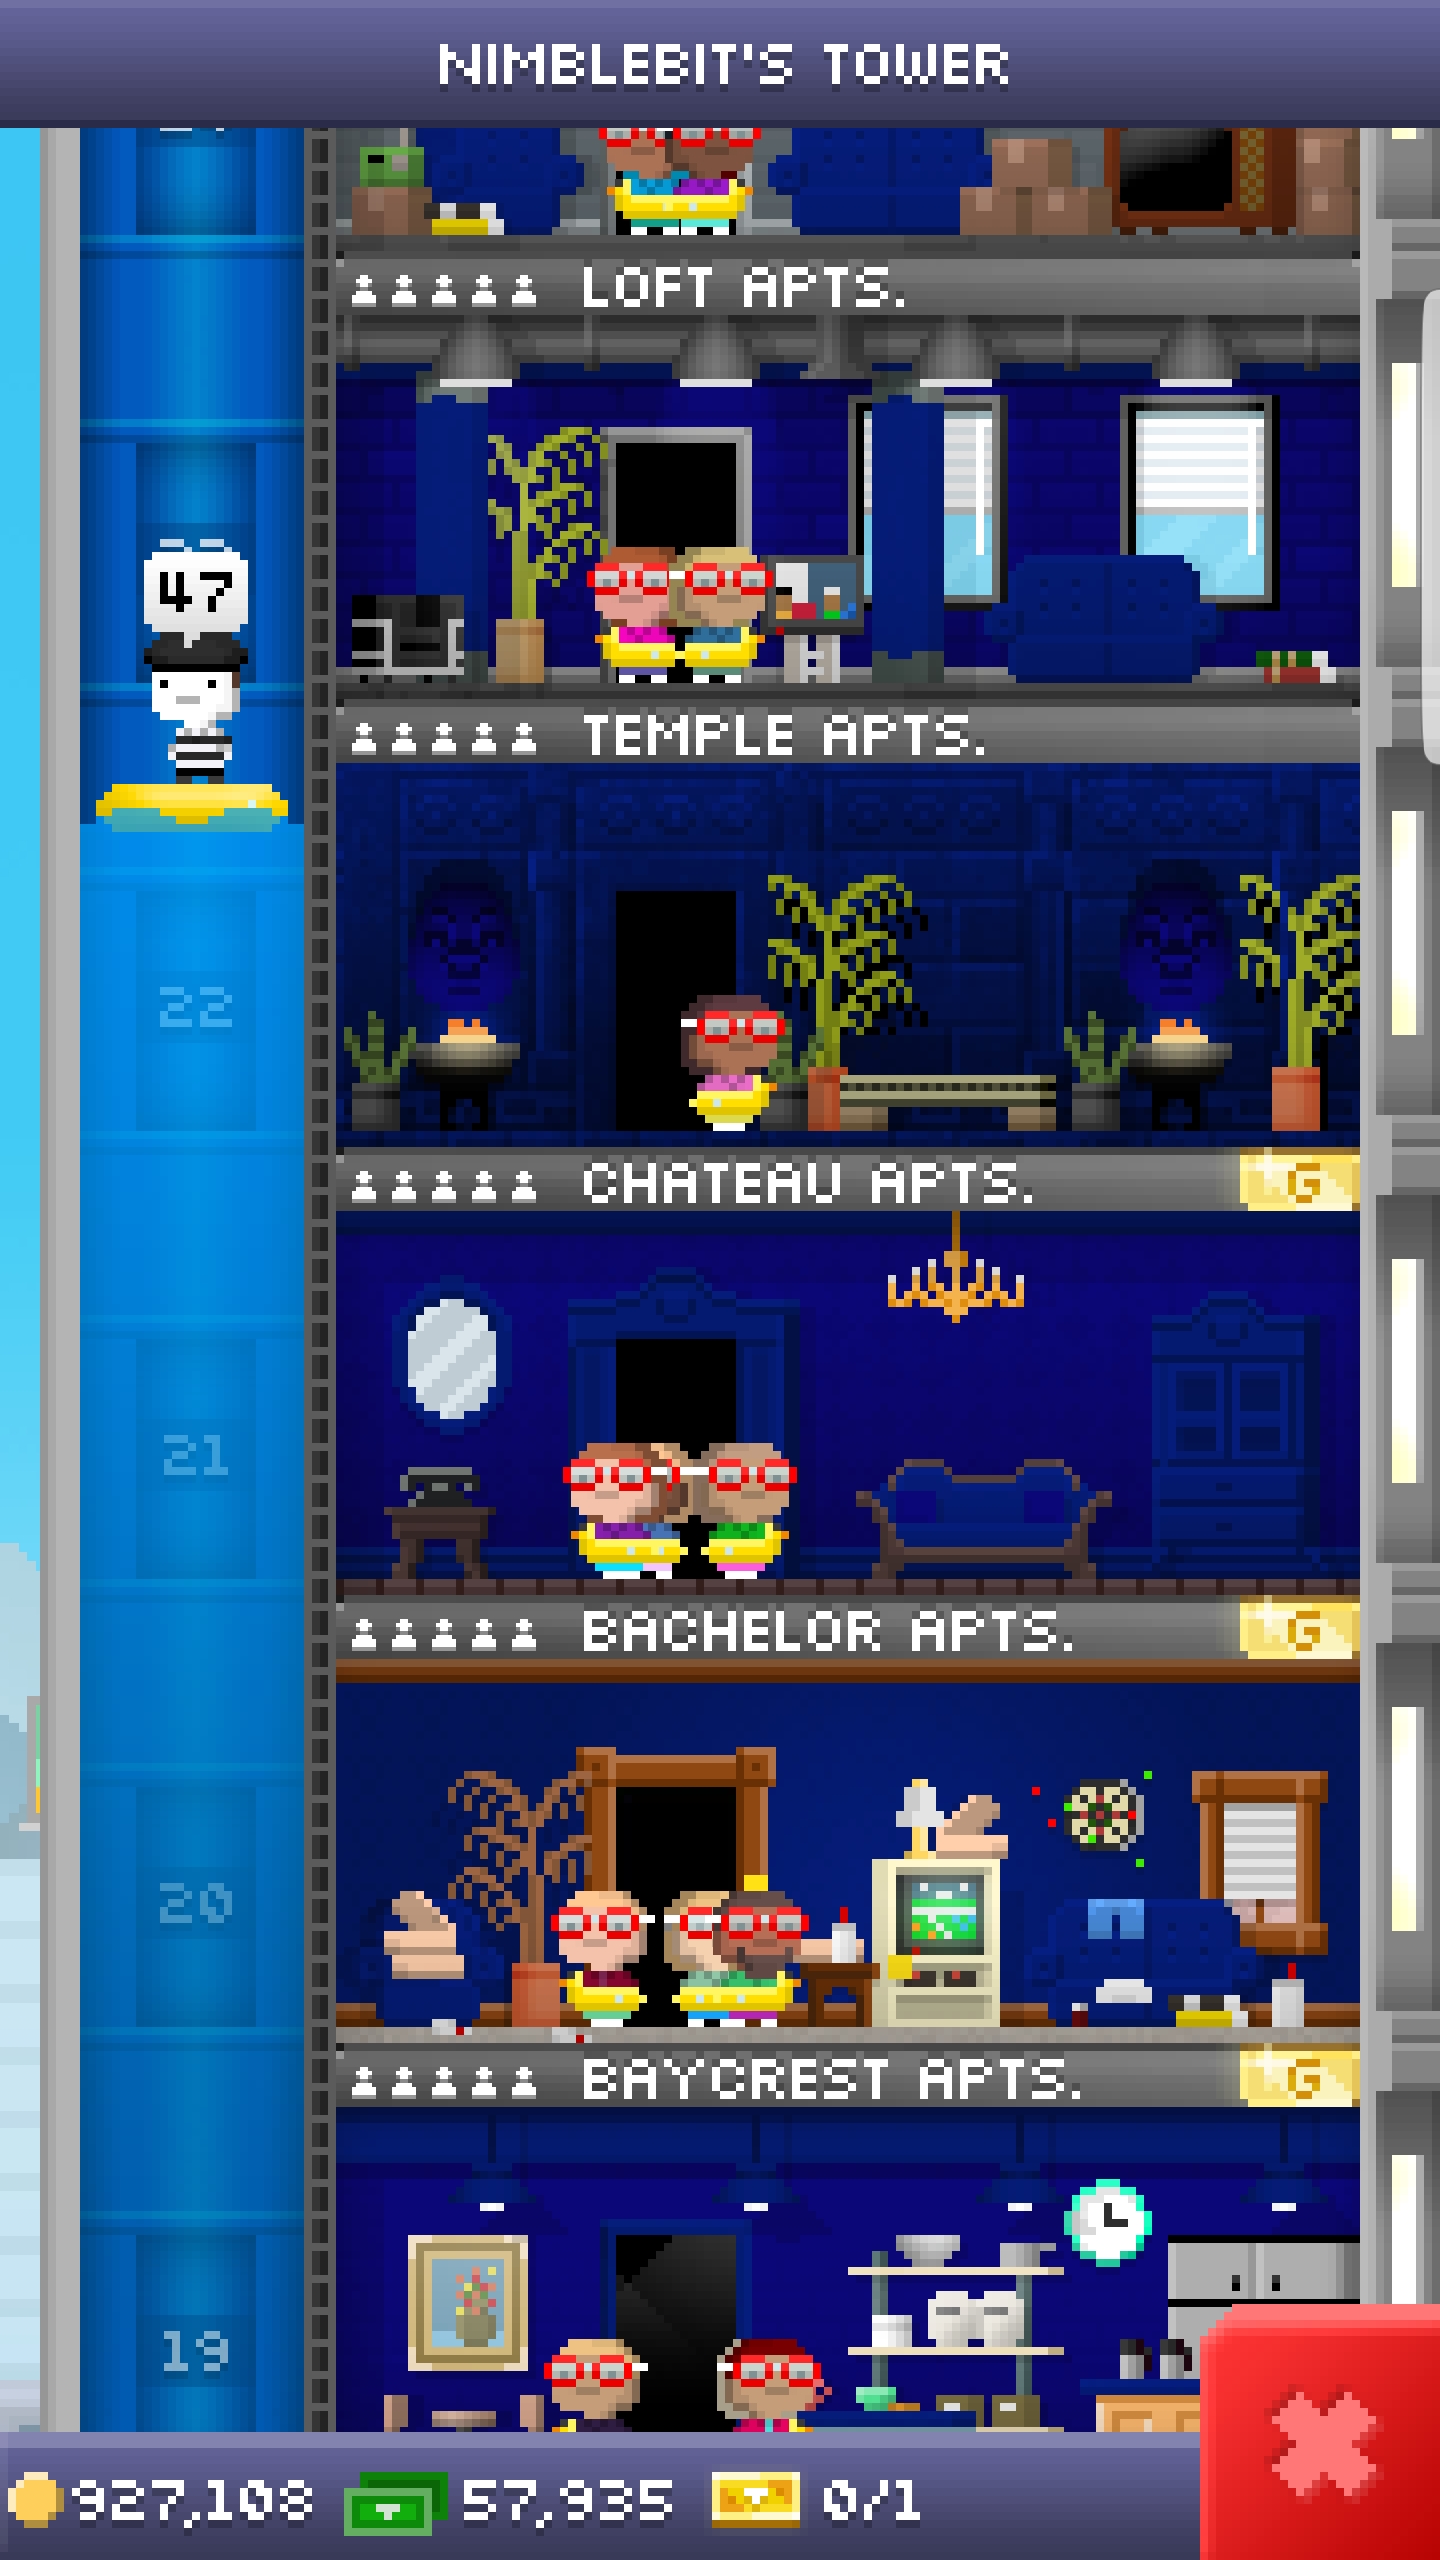 NIMBLEBIT'S TOWER
LOFT APTS.
47
TEMPLE APTS.
22
CHATEAU APTS. G
21
BACHELOR APTS. G
20
BAYCREST APTS. G
19
927,108 57,935 0/1